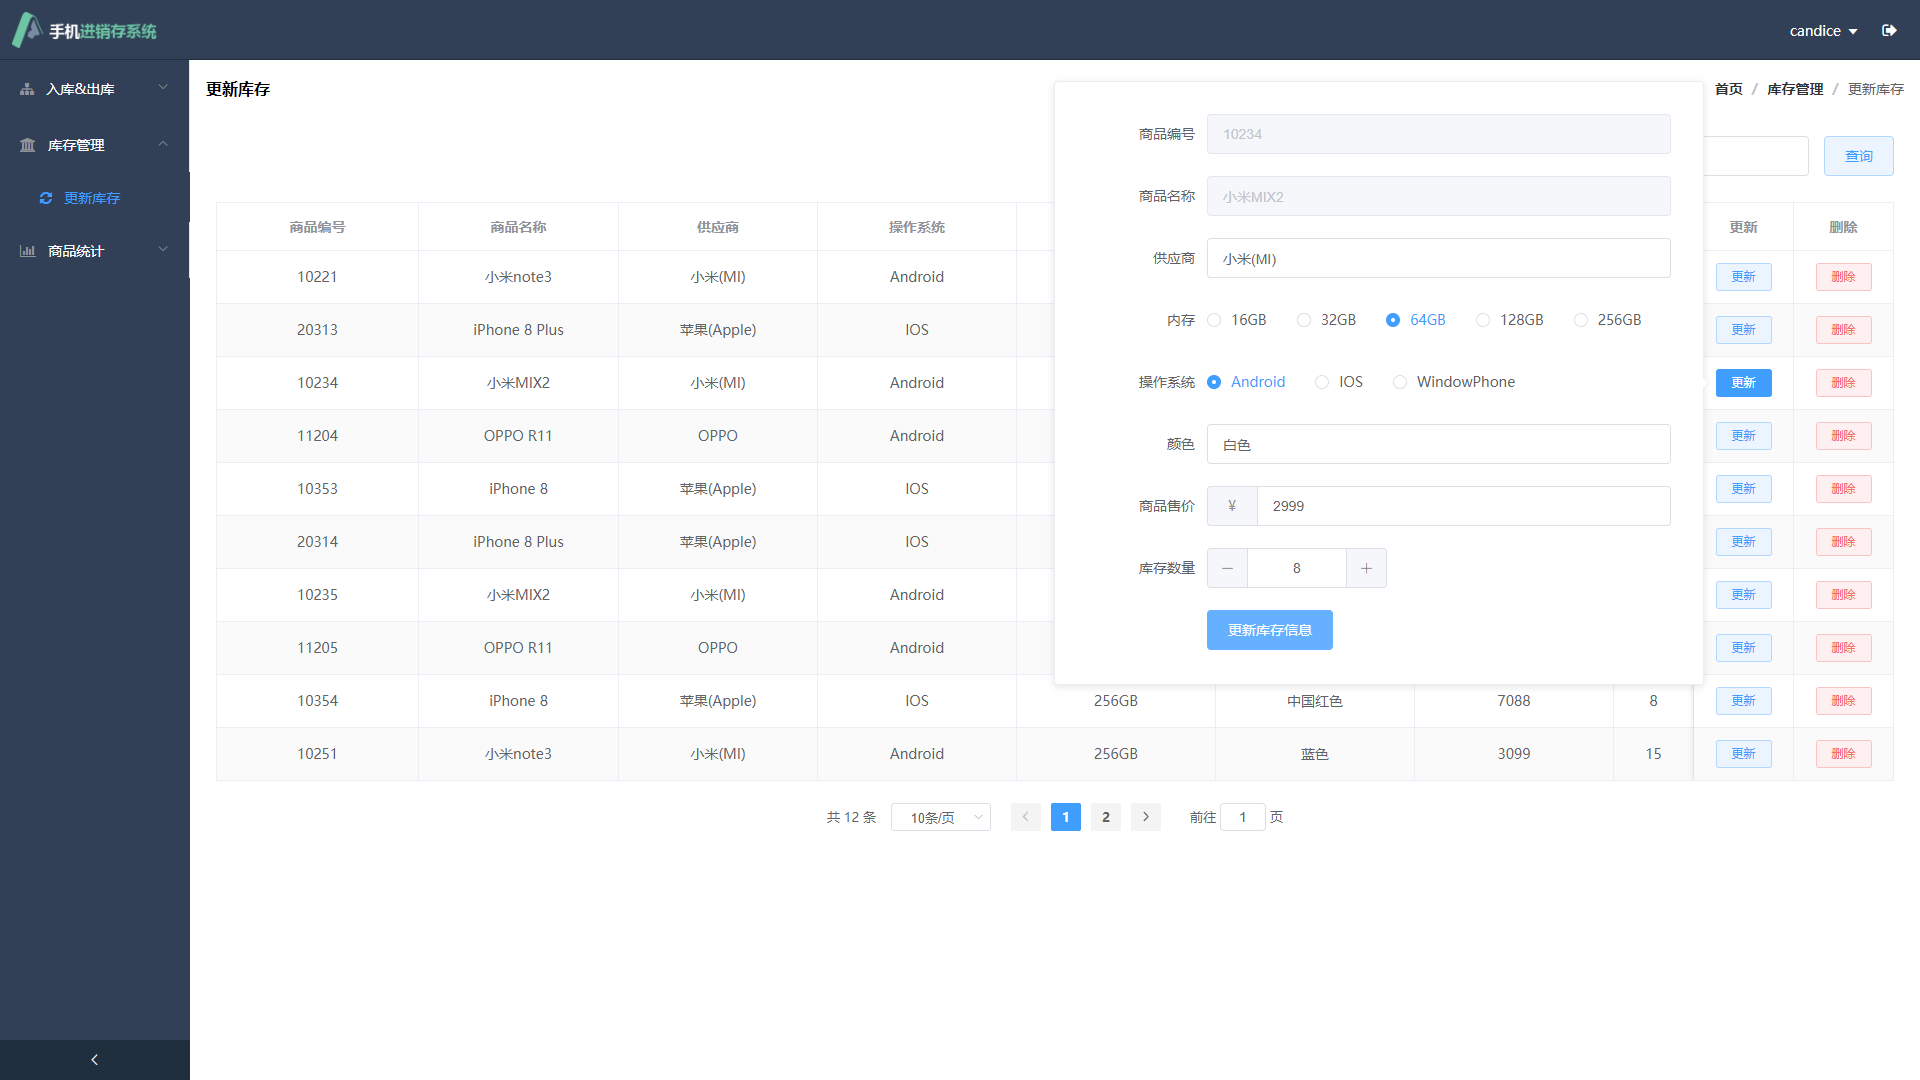 手机进销存系统
candice
入库&出库
库存管理
更新库存
商品统计
更新库存
首页 / 库存管理 / 更新库存
查询
商品编号 商品名称 供应商 操作系统 更新 删除
10221 小米note3 小米(MI) Android 更新 删除
20313 iPhone 8 Plus 苹果(Apple) IOS 更新 删除
10234 小米MIX2 小米(MI) Android 更新 删除
11204 OPPO R11 OPPO Android 更新 删除
10353 iPhone 8 苹果(Apple) IOS 更新 删除
20314 iPhone 8 Plus 苹果(Apple) IOS 更新 删除
10235 小米MIX2 小米(MI) Android 更新 删除
11205 OPPO R11 OPPO Android 更新 删除
10354 iPhone 8 苹果(Apple) IOS 256GB 中国红色 7088 8 更新 删除
10251 小米note3 小米(MI) Android 256GB 蓝色 3099 15 更新 删除
商品编号 10234
商品名称 小米MIX2
供应商 小米(MI)
内存 16GB 32GB 64GB 128GB 256GB
操作系统 Android IOS WindowPhone
颜色 白色
商品售价 ¥ 2999
库存数量 8
更新库存信息
共 12 条 10条/页 1 2 前往 1 页